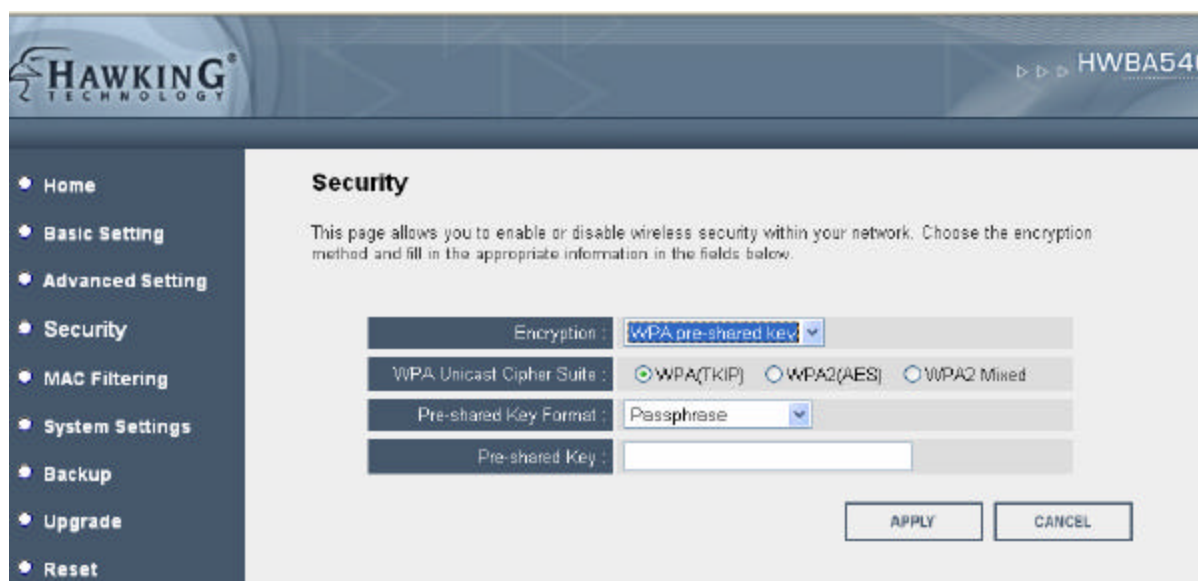 HAWKING®
TECHNOLOGY
HWBA54
Home
Basic Setting
Advanced Setting
Security
MAC Filtering
System Settings
Backup
Upgrade
Reset
Security
This page allows you to enable or disable wireless security within your network. Choose the encryption
method and fill in the appropriate information in the fields below.
Encryption : WPA pre-shared key
WPA Unicast Cipher Suite : WPA(TKIP) WPA2(AES) WPA2 Mixed
Pre-shared Key Format : Passphrase
Pre-shared Key :
APPLY CANCEL